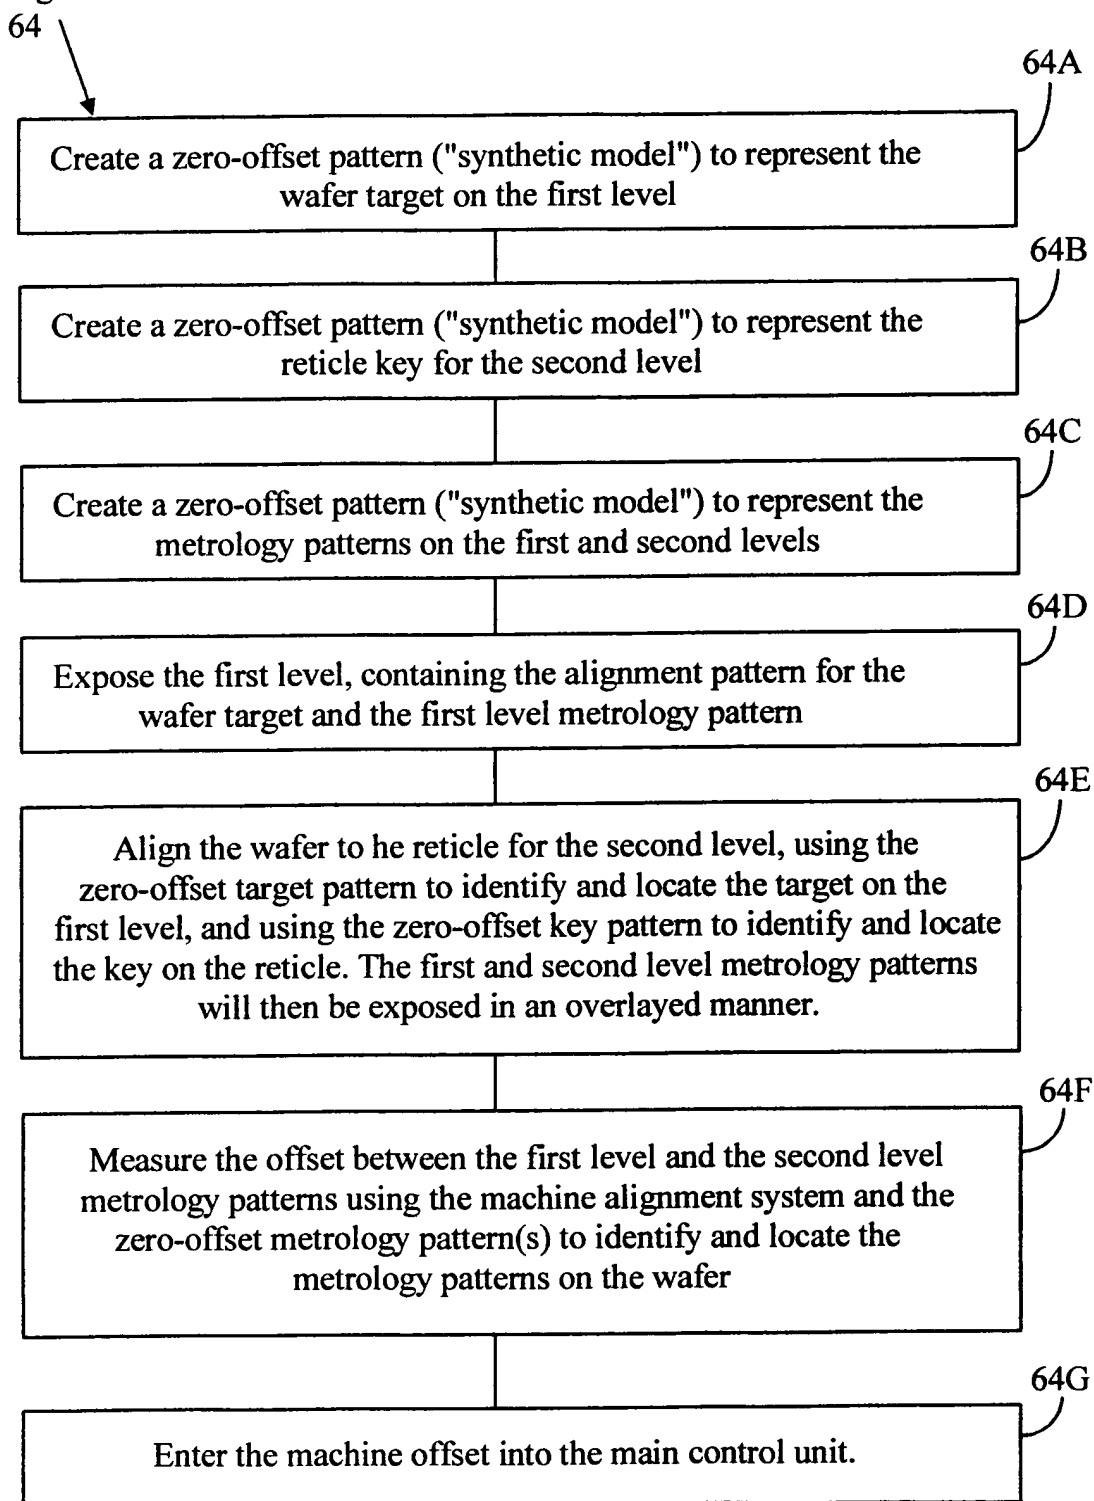 64
64A
Create a zero-offset pattern ("synthetic model") to represent the
wafer target on the first level
64B
Create a zero-offset pattern ("synthetic model") to represent the
reticle key for the second level
64C
Create a zero-offset pattern ("synthetic model") to represent the
metrology patterns on the first and second levels
64D
Expose the first level, containing the alignment pattern for the
wafer target and the first level metrology pattern
64E
Align the wafer to he reticle for the second level, using the
zero-offset target pattern to identify and locate the target on the
first level, and using the zero-offset key pattern to identify and locate
the key on the reticle. The first and second level metrology patterns
will then be exposed in an overlayed manner.
64F
Measure the offset between the first level and the second level
metrology patterns using the machine alignment system and the
zero-offset metrology pattern(s) to identify and locate the
metrology patterns on the wafer
64G
Enter the machine offset into the main control unit.